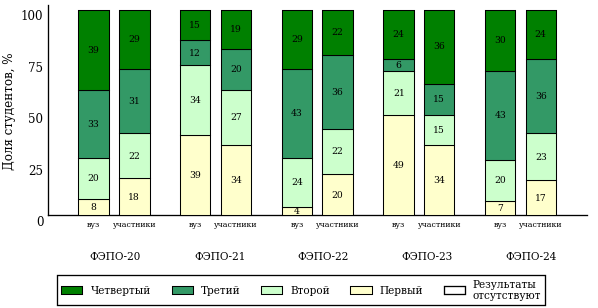 Доля студентов, %
100
75
50
25
0
39 29 15 19 29 22 24 36 30 24
33 31 12 20 43 36 6 15 43 36
20 22 34 27 24 22 21 15 20 23
8 18 39 34 4 20 49 34 7 17
вуз участники вуз участники вуз участники вуз участники вуз участники
ФЭПО-20 ФЭПО-21 ФЭПО-22 ФЭПО-23 ФЭПО-24
Четвертый Третий Второй Первый Результаты
отсутствуют